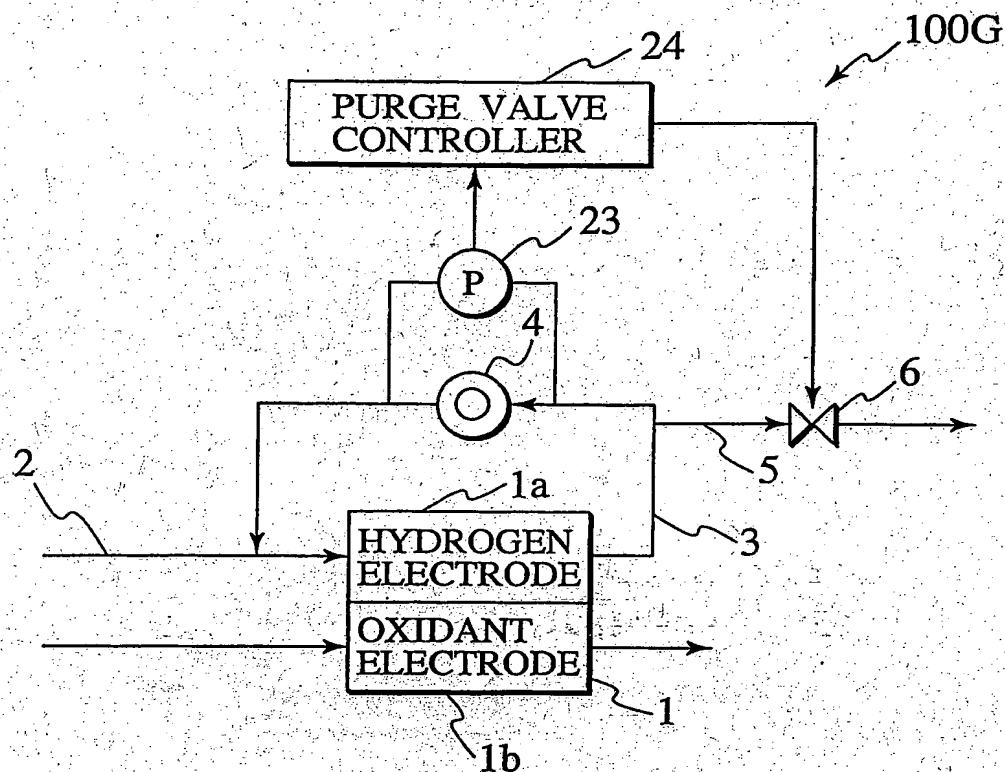 100G
24
PURGE VALVE
CONTROLLER
23
P
4
6
5
2
1a
HYDROGEN
ELECTRODE
3
OXIDANT
ELECTRODE
1
1b